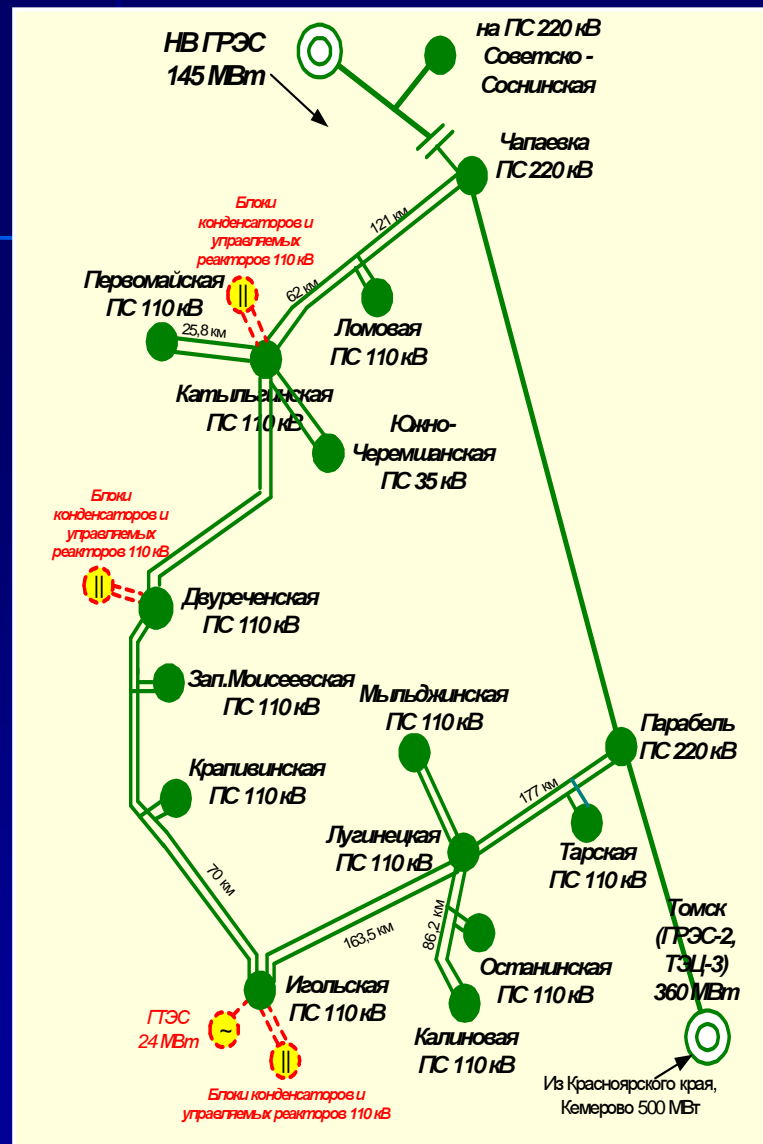 НВ ГРЭС
145 МВт
на ПС 220 кВ
Советско -
Соснинская
Чапаевка
ПС 220 кВ
Блоки
конденсаторов и
управляемых
реакторов 110 кВ
121 км
62 км
Первомайская
ПС 110 кВ
25,8 км
Ломовая
ПС 110 кВ
Катыльгинская
ПС 110 кВ
Южно-
Черемшанская
ПС 35 кВ
Блоки
конденсаторов и
управляемых
реакторов 110 кВ
Двуреченская
ПС 110 кВ
Зап.Моисеевская
ПС 110 кВ
Мыльджинская
ПС 110 кВ
Парабель
ПС 220 кВ
Крапивинская
ПС 110 кВ
177 км
Лугинецкая
ПС 110 кВ
Тарская
ПС 110 кВ
70 км
163,5 км
86,2 км
Томск
(ГРЭС-2,
ТЭЦ-3)
360 МВт
Останинская
ПС 110 кВ
Игольская
ПС 110 кВ
ГТЭС
24 МВт
~
Калиновая
ПС 110 кВ
Блоки конденсаторов и
управляемых реакторов 110 кВ
Из Красноярского края,
Кемерово 500 МВт